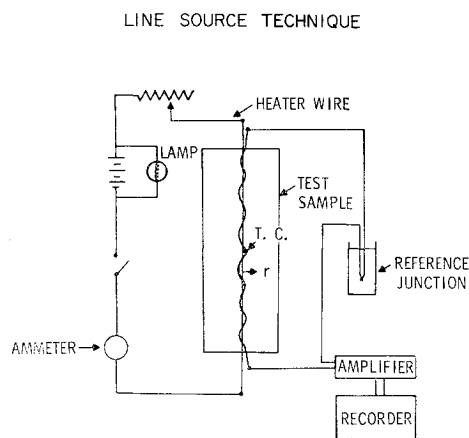 LINE SOURCE TECHNIQUE
HEATER WIRE
LAMP
TEST
SAMPLE
T. C.
r
REFERENCE
JUNCTION
AMMETER
AMPLIFIER
RECORDER